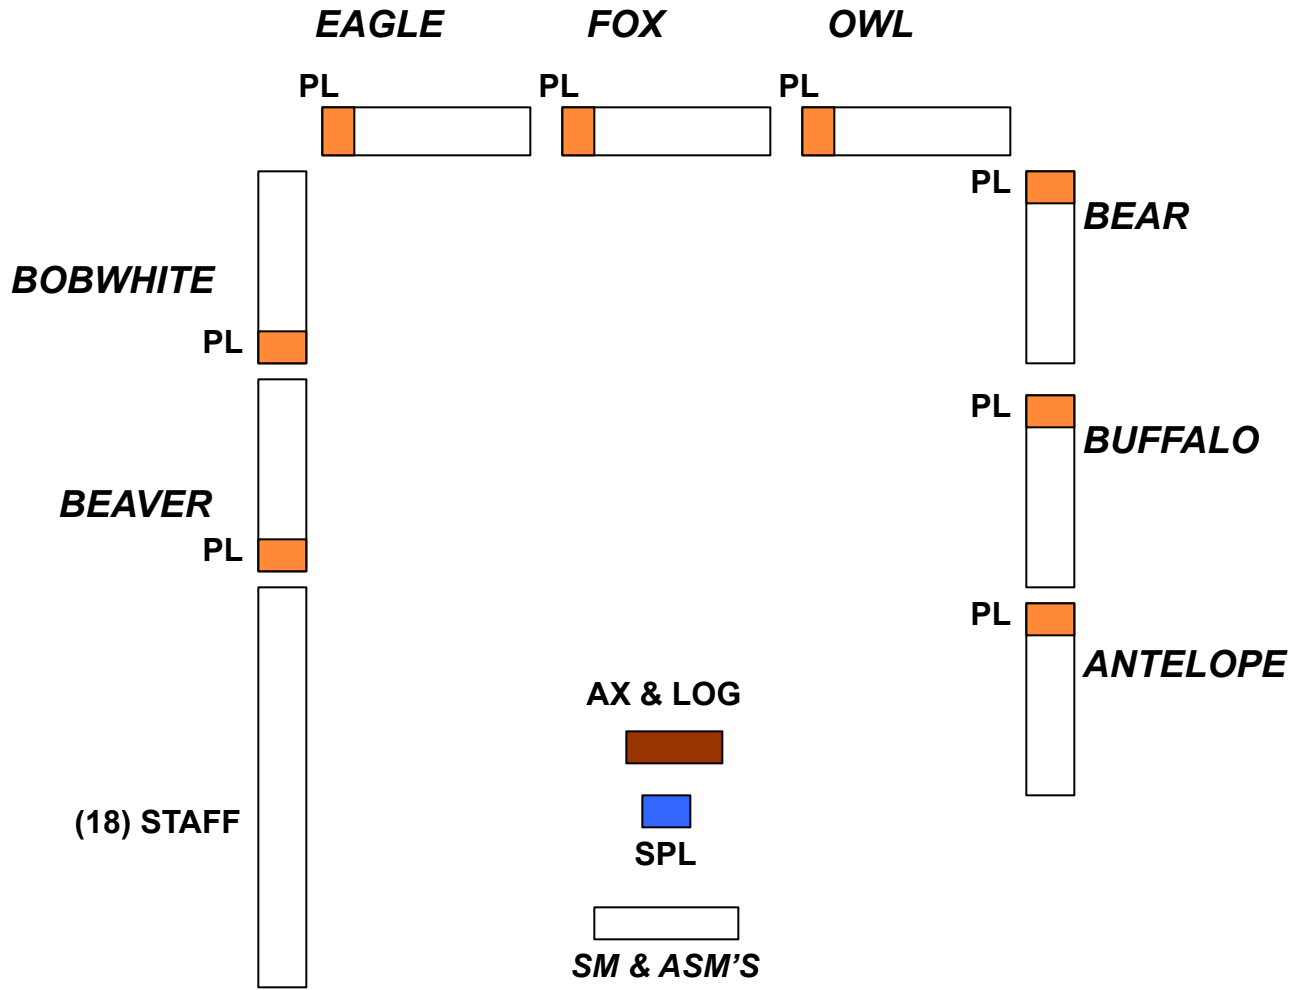 EAGLE FOX OWL
PL PL PL
PL
BEAR
BOBWHITE
PL
PL
BUFFALO
BEAVER
PL
PL
ANTELOPE
AX & LOG
(18) STAFF
SPL
SM & ASM’S